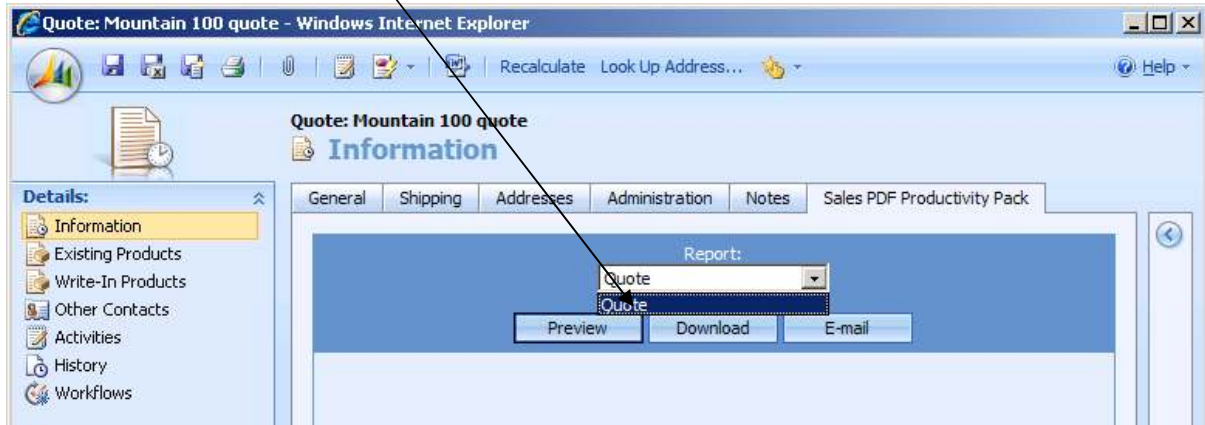 Quote: Mountain 100 quote - Windows Internet Explorer
Recalculate Look Up Address... Help
Quote: Mountain 100 quote
Information
Details:
Information
Existing Products
Write-In Products
Other Contacts
Activities
History
Workflows
General Shipping Addresses Administration Notes Sales PDF Productivity Pack
Report:
Quote
Quote
Preview Download E-mail